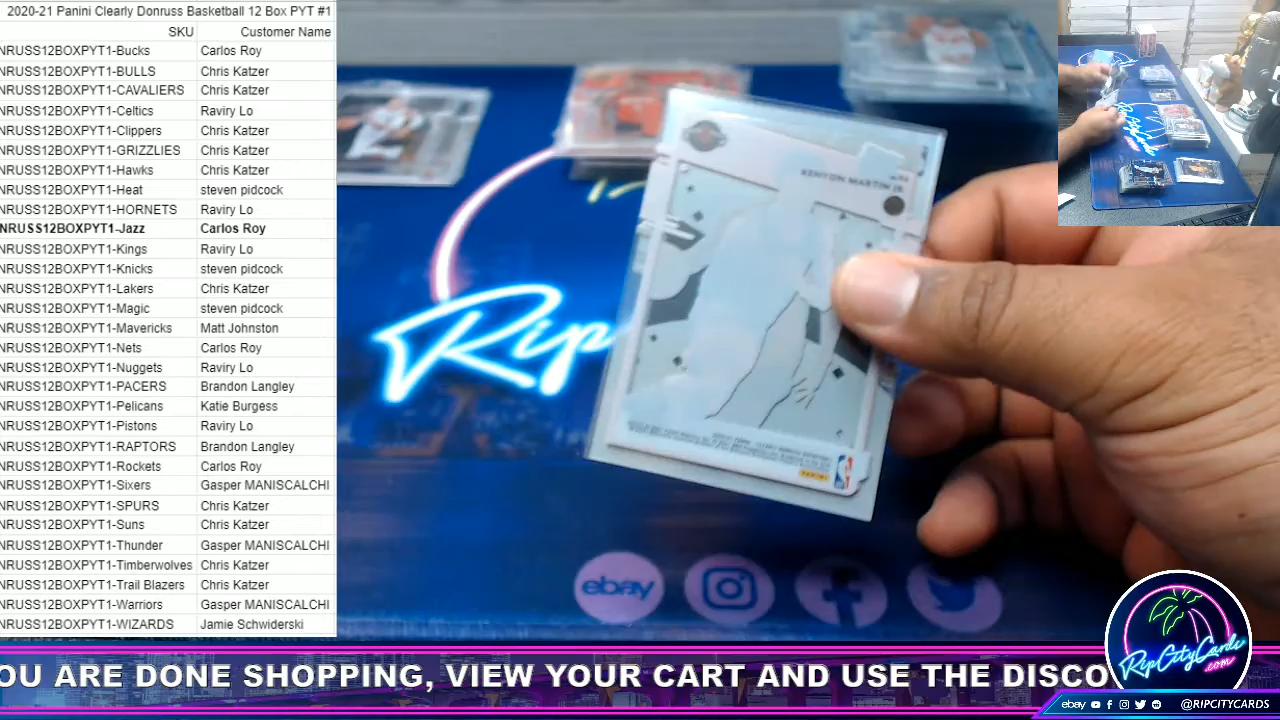 2020-21 Panini Clearly Donruss Basketball 12 Box PYT #1
SKU Customer Name
NRUSS12BOXPYT1-Bucks Carlos Roy
NRUSS12BOXPYT1-BULLS Chris Katzer
NRUSS12BOXPYT1-CAVALIERS Chris Katzer
NRUSS12BOXPYT1-Celtics Raviry Lo
NRUSS12BOXPYT1-Clippers Chris Katzer
NRUSS12BOXPYT1-GRIZZLIES Chris Katzer
NRUSS12BOXPYT1-Hawks Chris Katzer
NRUSS12BOXPYT1-Heat steven pidcock
NRUSS12BOXPYT1-HORNETS Raviry Lo
NRUSS12BOXPYT1-Jazz Carlos Roy
NRUSS12BOXPYT1-Kings Raviry Lo
NRUSS12BOXPYT1-Knicks steven pidcock
NRUSS12BOXPYT1-Lakers Chris Katzer
NRUSS12BOXPYT1-Magic steven pidcock
NRUSS12BOXPYT1-Mavericks Matt Johnston
NRUSS12BOXPYT1-Nets Carlos Roy
NRUSS12BOXPYT1-Nuggets Raviry Lo
NRUSS12BOXPYT1-PACERS Brandon Langley
NRUSS12BOXPYT1-Pelicans Katie Burgess
NRUSS12BOXPYT1-Pistons Raviry Lo
NRUSS12BOXPYT1-RAPTORS Brandon Langley
NRUSS12BOXPYT1-Rockets Carlos Roy
NRUSS12BOXPYT1-Sixers Gasper MANISCALCHI
NRUSS12BOXPYT1-SPURS Chris Katzer
NRUSS12BOXPYT1-Suns Chris Katzer
NRUSS12BOXPYT1-Thunder Gasper MANISCALCHI
NRUSS12BOXPYT1-Timberwolves Chris Katzer
NRUSS12BOXPYT1-Trail Blazers Chris Katzer
NRUSS12BOXPYT1-Warriors Gasper MANISCALCHI
NRUSS12BOXPYT1-WIZARDS Jamie Schwiderski
KENYON MARTIN JR.
PANINI
Rip
ebay
RipCityCards
.com
OU ARE DONE SHOPPING, VIEW YOUR CART AND USE THE DISCO
ebay @RIPCITYCARDS